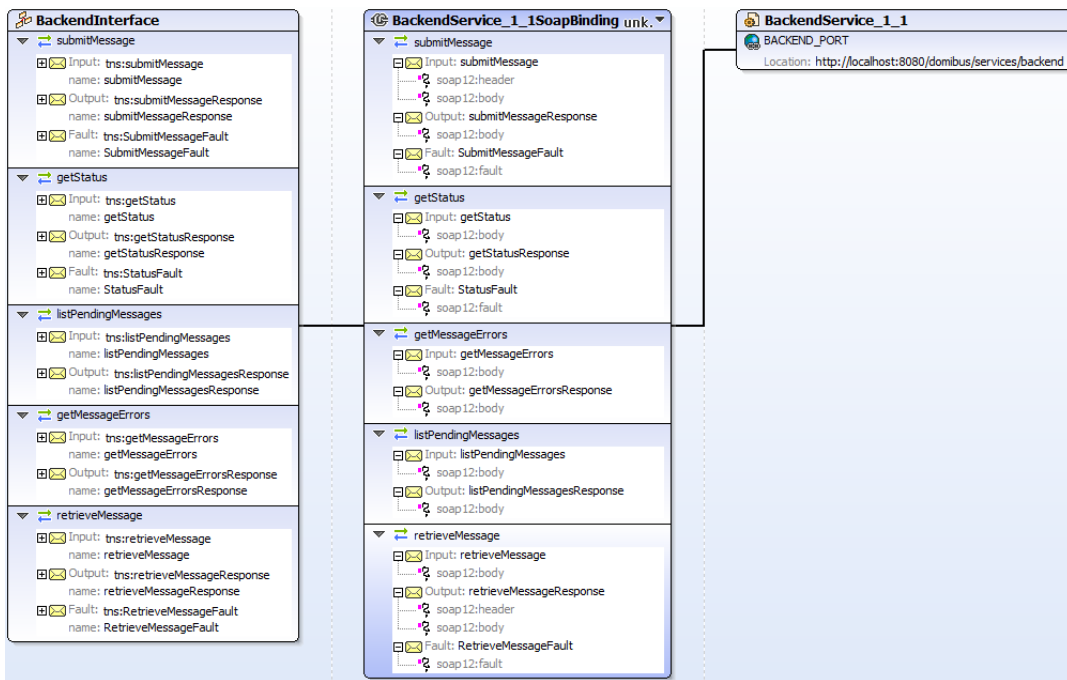 BackendInterface
submitMessage
Input: tns:submitMessage
name: submitMessage
Output: tns:submitMessageResponse
name: submitMessageResponse
Fault: tns:SubmitMessageFault
name: SubmitMessageFault
getStatus
Input: tns:getStatus
name: getStatus
Output: tns:getStatusResponse
name: getStatusResponse
Fault: tns:StatusFault
name: StatusFault
listPendingMessages
Input: tns:listPendingMessages
name: listPendingMessages
Output: tns:listPendingMessagesResponse
name: listPendingMessagesResponse
getMessageErrors
Input: tns:getMessageErrors
name: getMessageErrors
Output: tns:getMessageErrorsResponse
name: getMessageErrorsResponse
retrieveMessage
Input: tns:retrieveMessage
name: retrieveMessage
Output: tns:retrieveMessageResponse
name: retrieveMessageResponse
Fault: tns:RetrieveMessageFault
name: RetrieveMessageFault
BackendService_1_1SoapBinding unk.
submitMessage
Input: submitMessage
soap12:header
soap12:body
Output: submitMessageResponse
soap12:body
Fault: SubmitMessageFault
soap12:fault
getStatus
Input: getStatus
soap12:body
Output: getStatusResponse
soap12:body
Fault: StatusFault
soap12:fault
getMessageErrors
Input: getMessageErrors
soap12:body
Output: getMessageErrorsResponse
soap12:body
listPendingMessages
Input: listPendingMessages
soap12:body
Output: listPendingMessagesResponse
soap12:body
retrieveMessage
Input: retrieveMessage
soap12:body
Output: retrieveMessageResponse
soap12:header
soap12:body
Fault: RetrieveMessageFault
soap12:fault
BackendService_1_1
BACKEND_PORT
Location: http://localhost:8080/domibus/services/backend